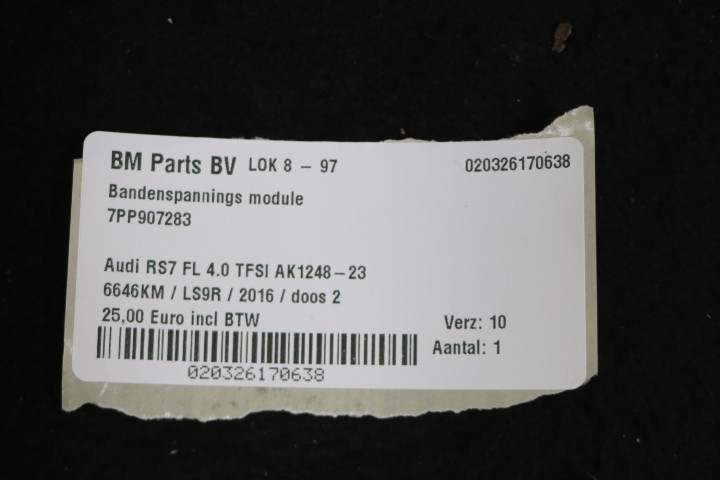 BM Parts BV LOK 8 - 97 020326170638
Bandenspannings module
7PP907283
Audi RS7 FL 4.0 TFSI AK1248-23
6646KM / LS9R / 2016 / doos 2
25,00 Euro incl BTW Verz: 10
Aantal: 1
020326170638